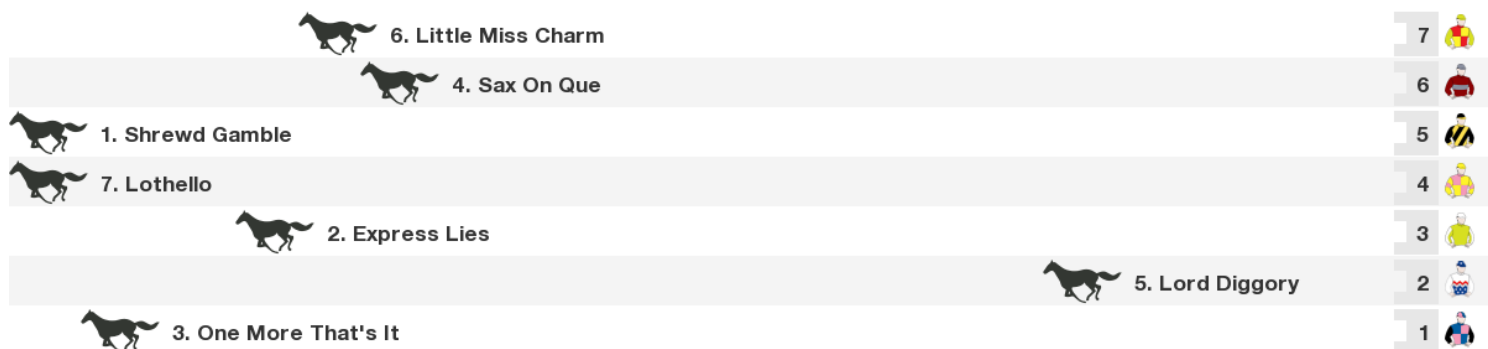 6. Little Miss Charm 7
4. Sax On Que 6
1. Shrewd Gamble 5
7. Lothello 4
2. Express Lies 3
5. Lord Diggory 2
3. One More That's It 1